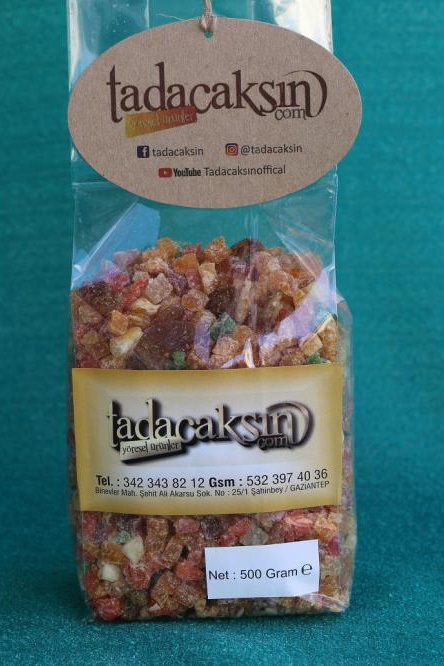 tadacaksın
com
yöresel ürünler
tadacaksin @tadacaksin
YouTube Tadacaksınoffical
tadacaksın
com
yöresel ürünler
Tel. : 342 343 82 12 Gsm : 532 397 40 36
Binevler Mah. Şehit Ali Akarsu Sok. No : 25/1 Şahinbey / GAZİANTEP
Net : 500 Gram ℮